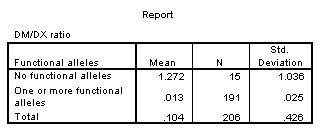 Report
DM/DX ratio
Functional alleles Mean N Std. Deviation
No functional alleles 1.272 15 1.036
One or more functional alleles .013 191 .025
Total .104 206 .426